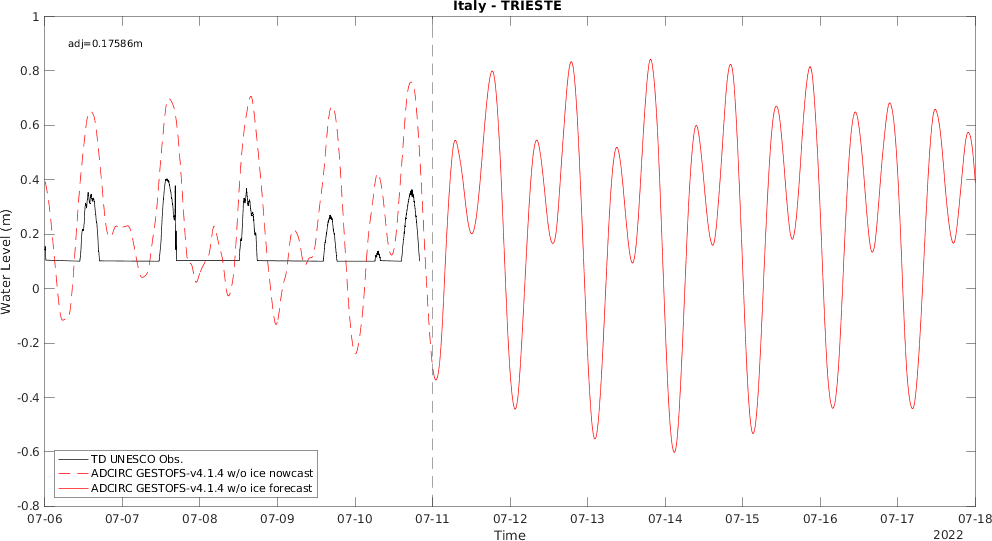 Italy - TRIESTE
adj=0.17586m
1
0.8
0.6
0.4
0.2
0
-0.2
-0.4
-0.6
-0.8
Water Level (m)
TD UNESCO Obs.
ADCIRC GESTOFS-v4.1.4 w/o ice nowcast
ADCIRC GESTOFS-v4.1.4 w/o ice forecast
07-06 07-07 07-08 07-09 07-10 07-11 07-12 07-13 07-14 07-15 07-16 07-17 07-18
Time
2022